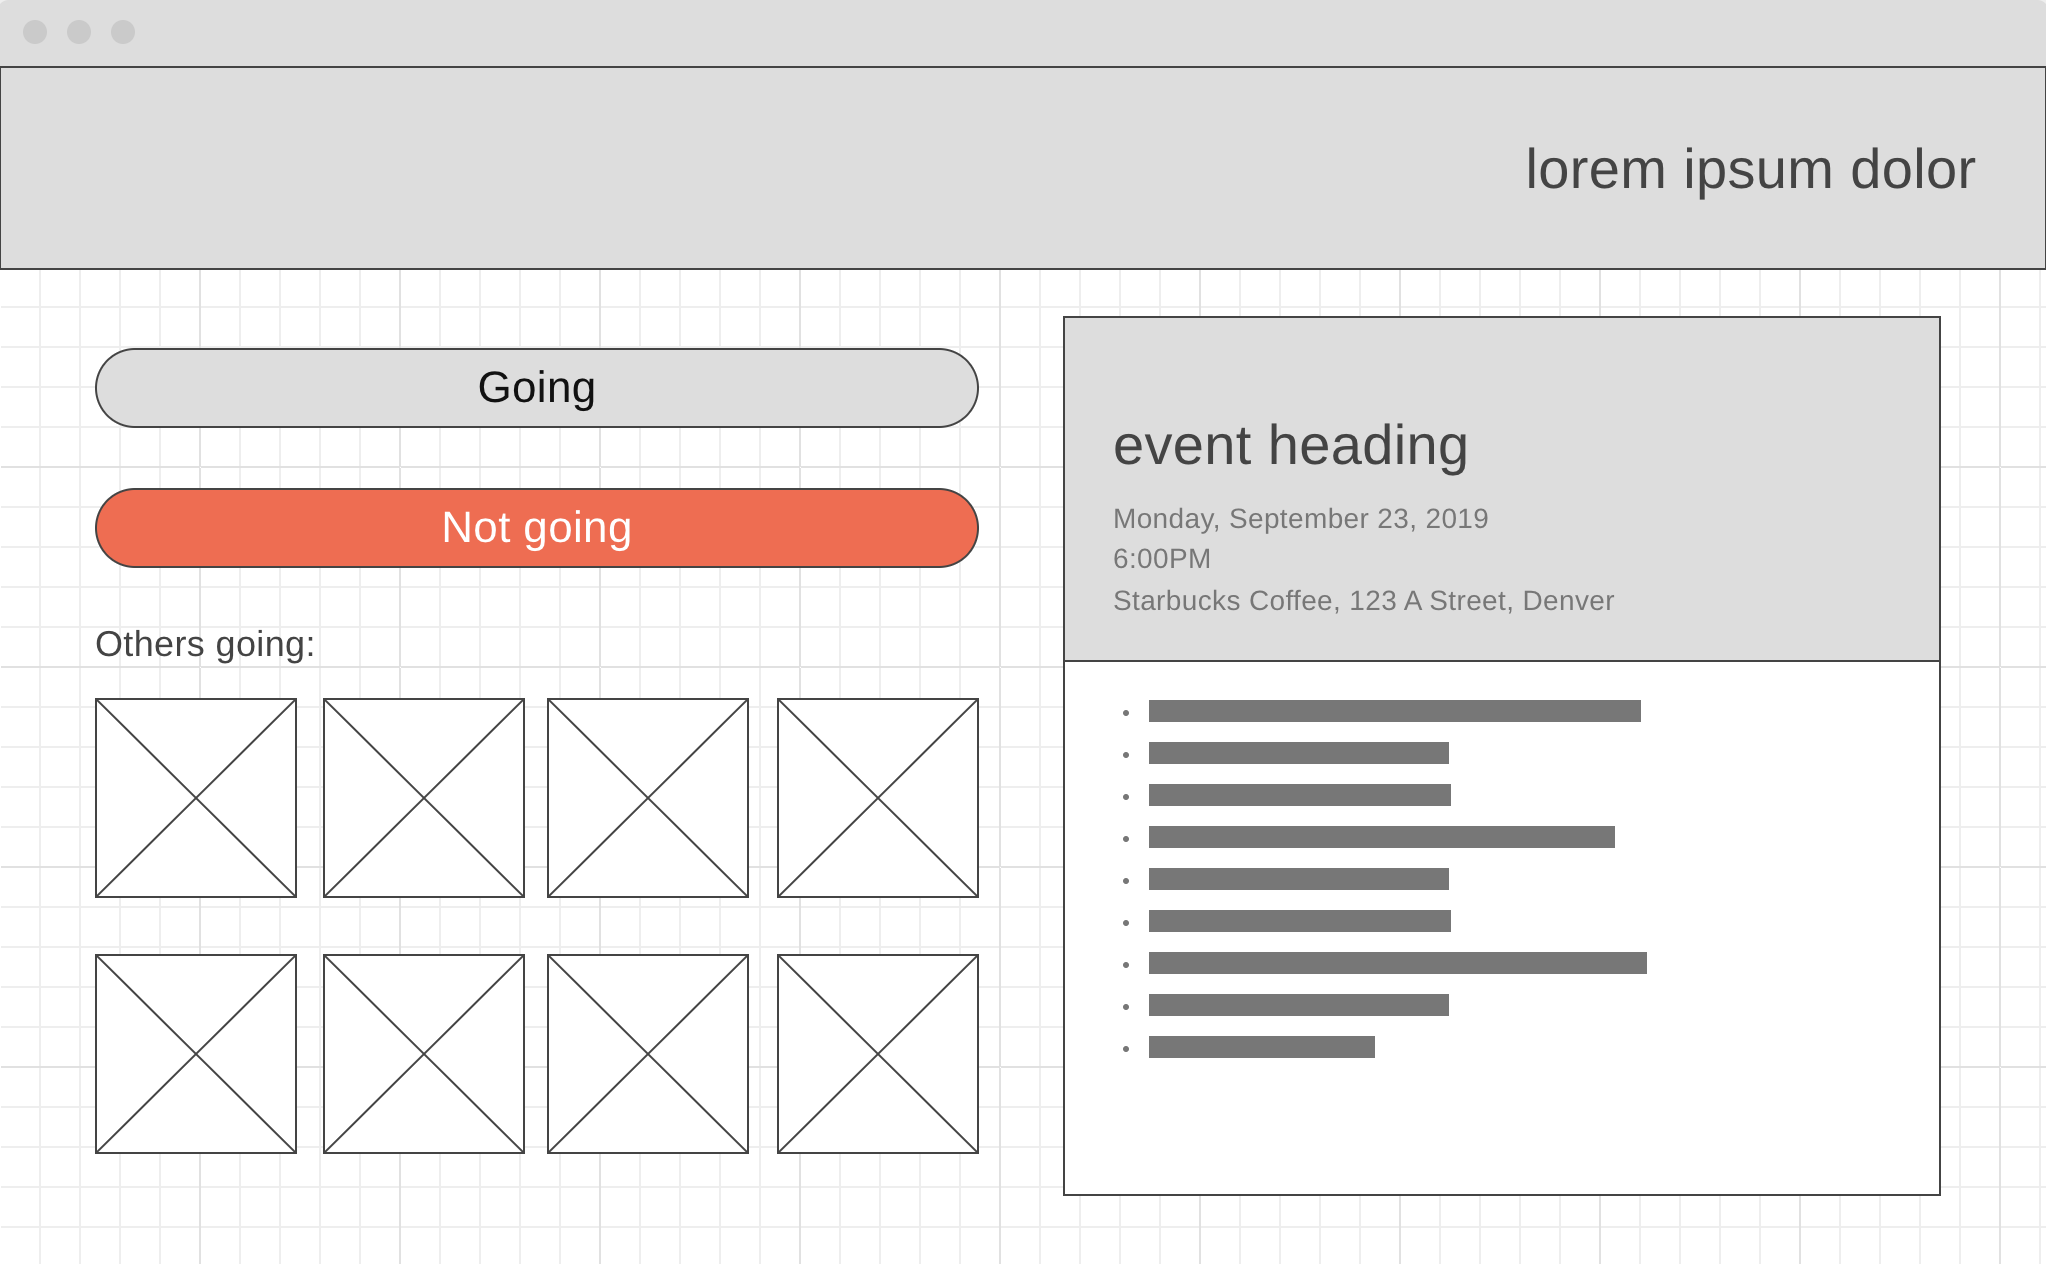 lorem ipsum dolor
Going
Not going
Others going:
event heading
Monday, September 23, 2019
6:00PM
Starbucks Coffee, 123 A Street, Denver